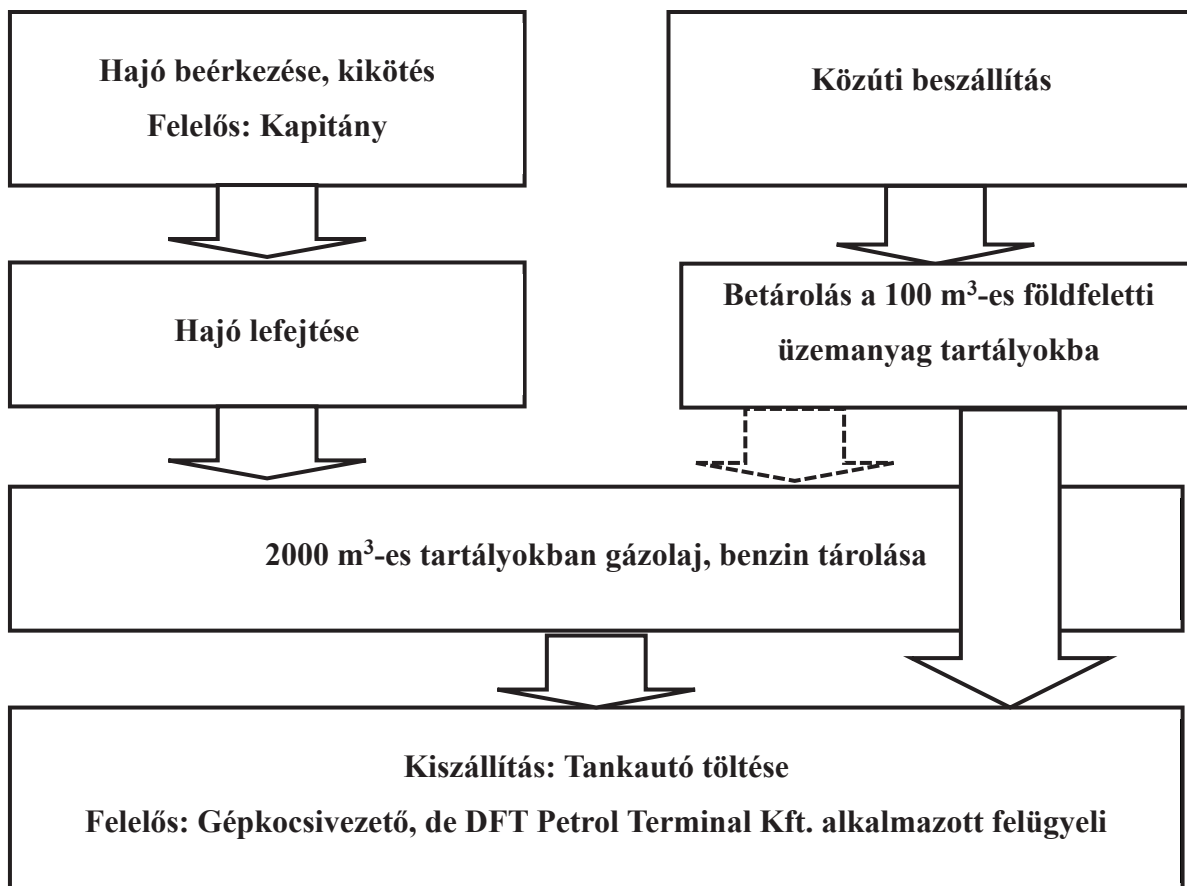 Hajó beérkezése, kikötés
Felelős: Kapitány
Közúti beszállítás
Hajó lefejtése
Betárolás a 100 m³-es földfeletti
üzemanyag tartályokba
2000 m³-es tartályokban gázolaj, benzin tárolása
Kiszállítás: Tankautó töltése
Felelős: Gépkocsivezető, de DFT Petrol Terminal Kft. alkalmazott felügyeli